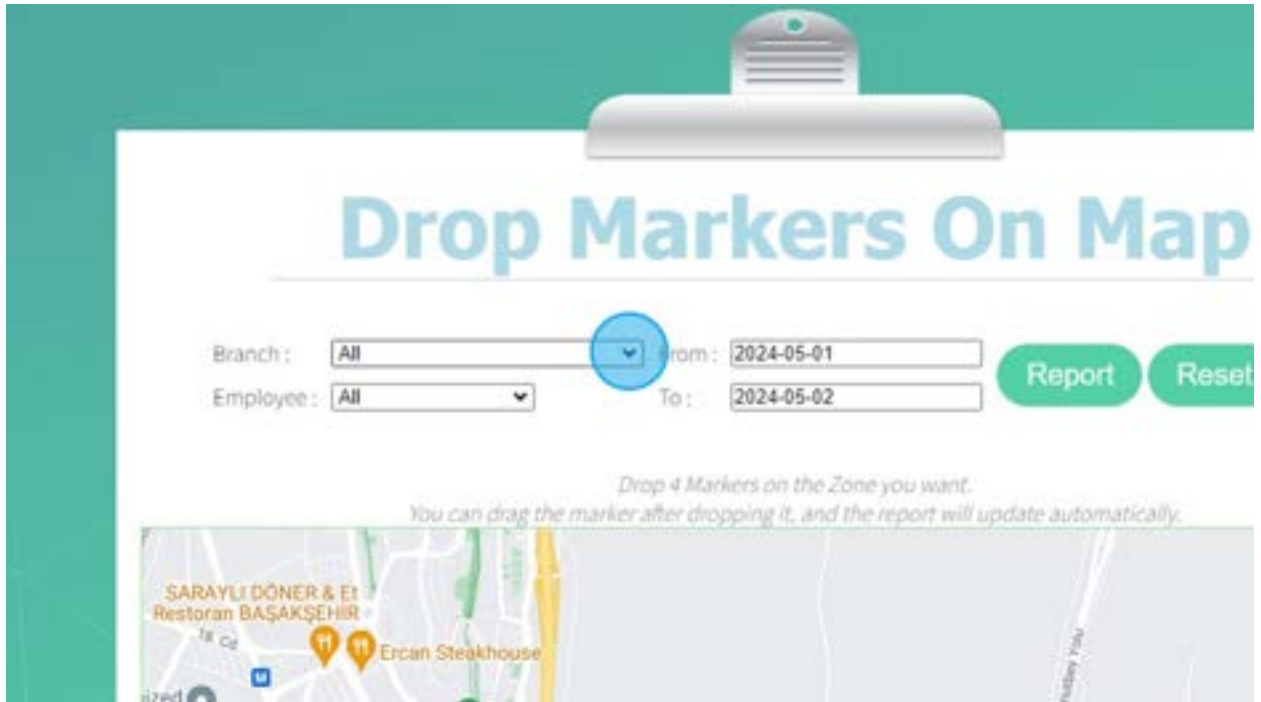 Drop Markers On Map
Branch : All From : 2024-05-01
Employee : All To : 2024-05-02
Report Reset
Drop 4 Markers on the Zone you want.
You can drag the marker after dropping it, and the report will update automatically.
SARAYLI DÖNER & Et
Restoran BAŞAKŞEHİR
Ercan Steakhouse
M